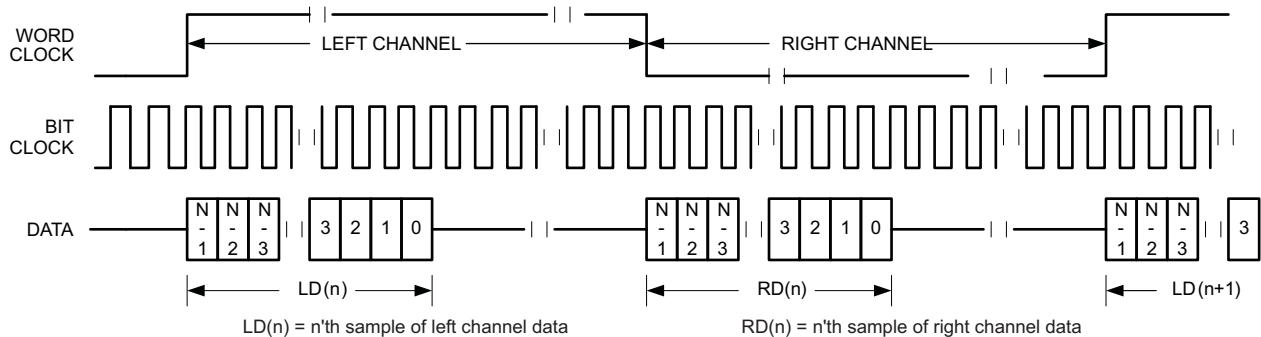 WORD
CLOCK
LEFT CHANNEL
RIGHT CHANNEL
BIT
CLOCK
DATA
N
-
1
N
-
2
N
-
3
3
2
1
0
N
-
1
N
-
2
N
-
3
3
2
1
0
N
-
1
N
-
2
N
-
3
3
LD(n)
RD(n)
LD(n+1)
LD(n) = n'th sample of left channel data
RD(n) = n'th sample of right channel data